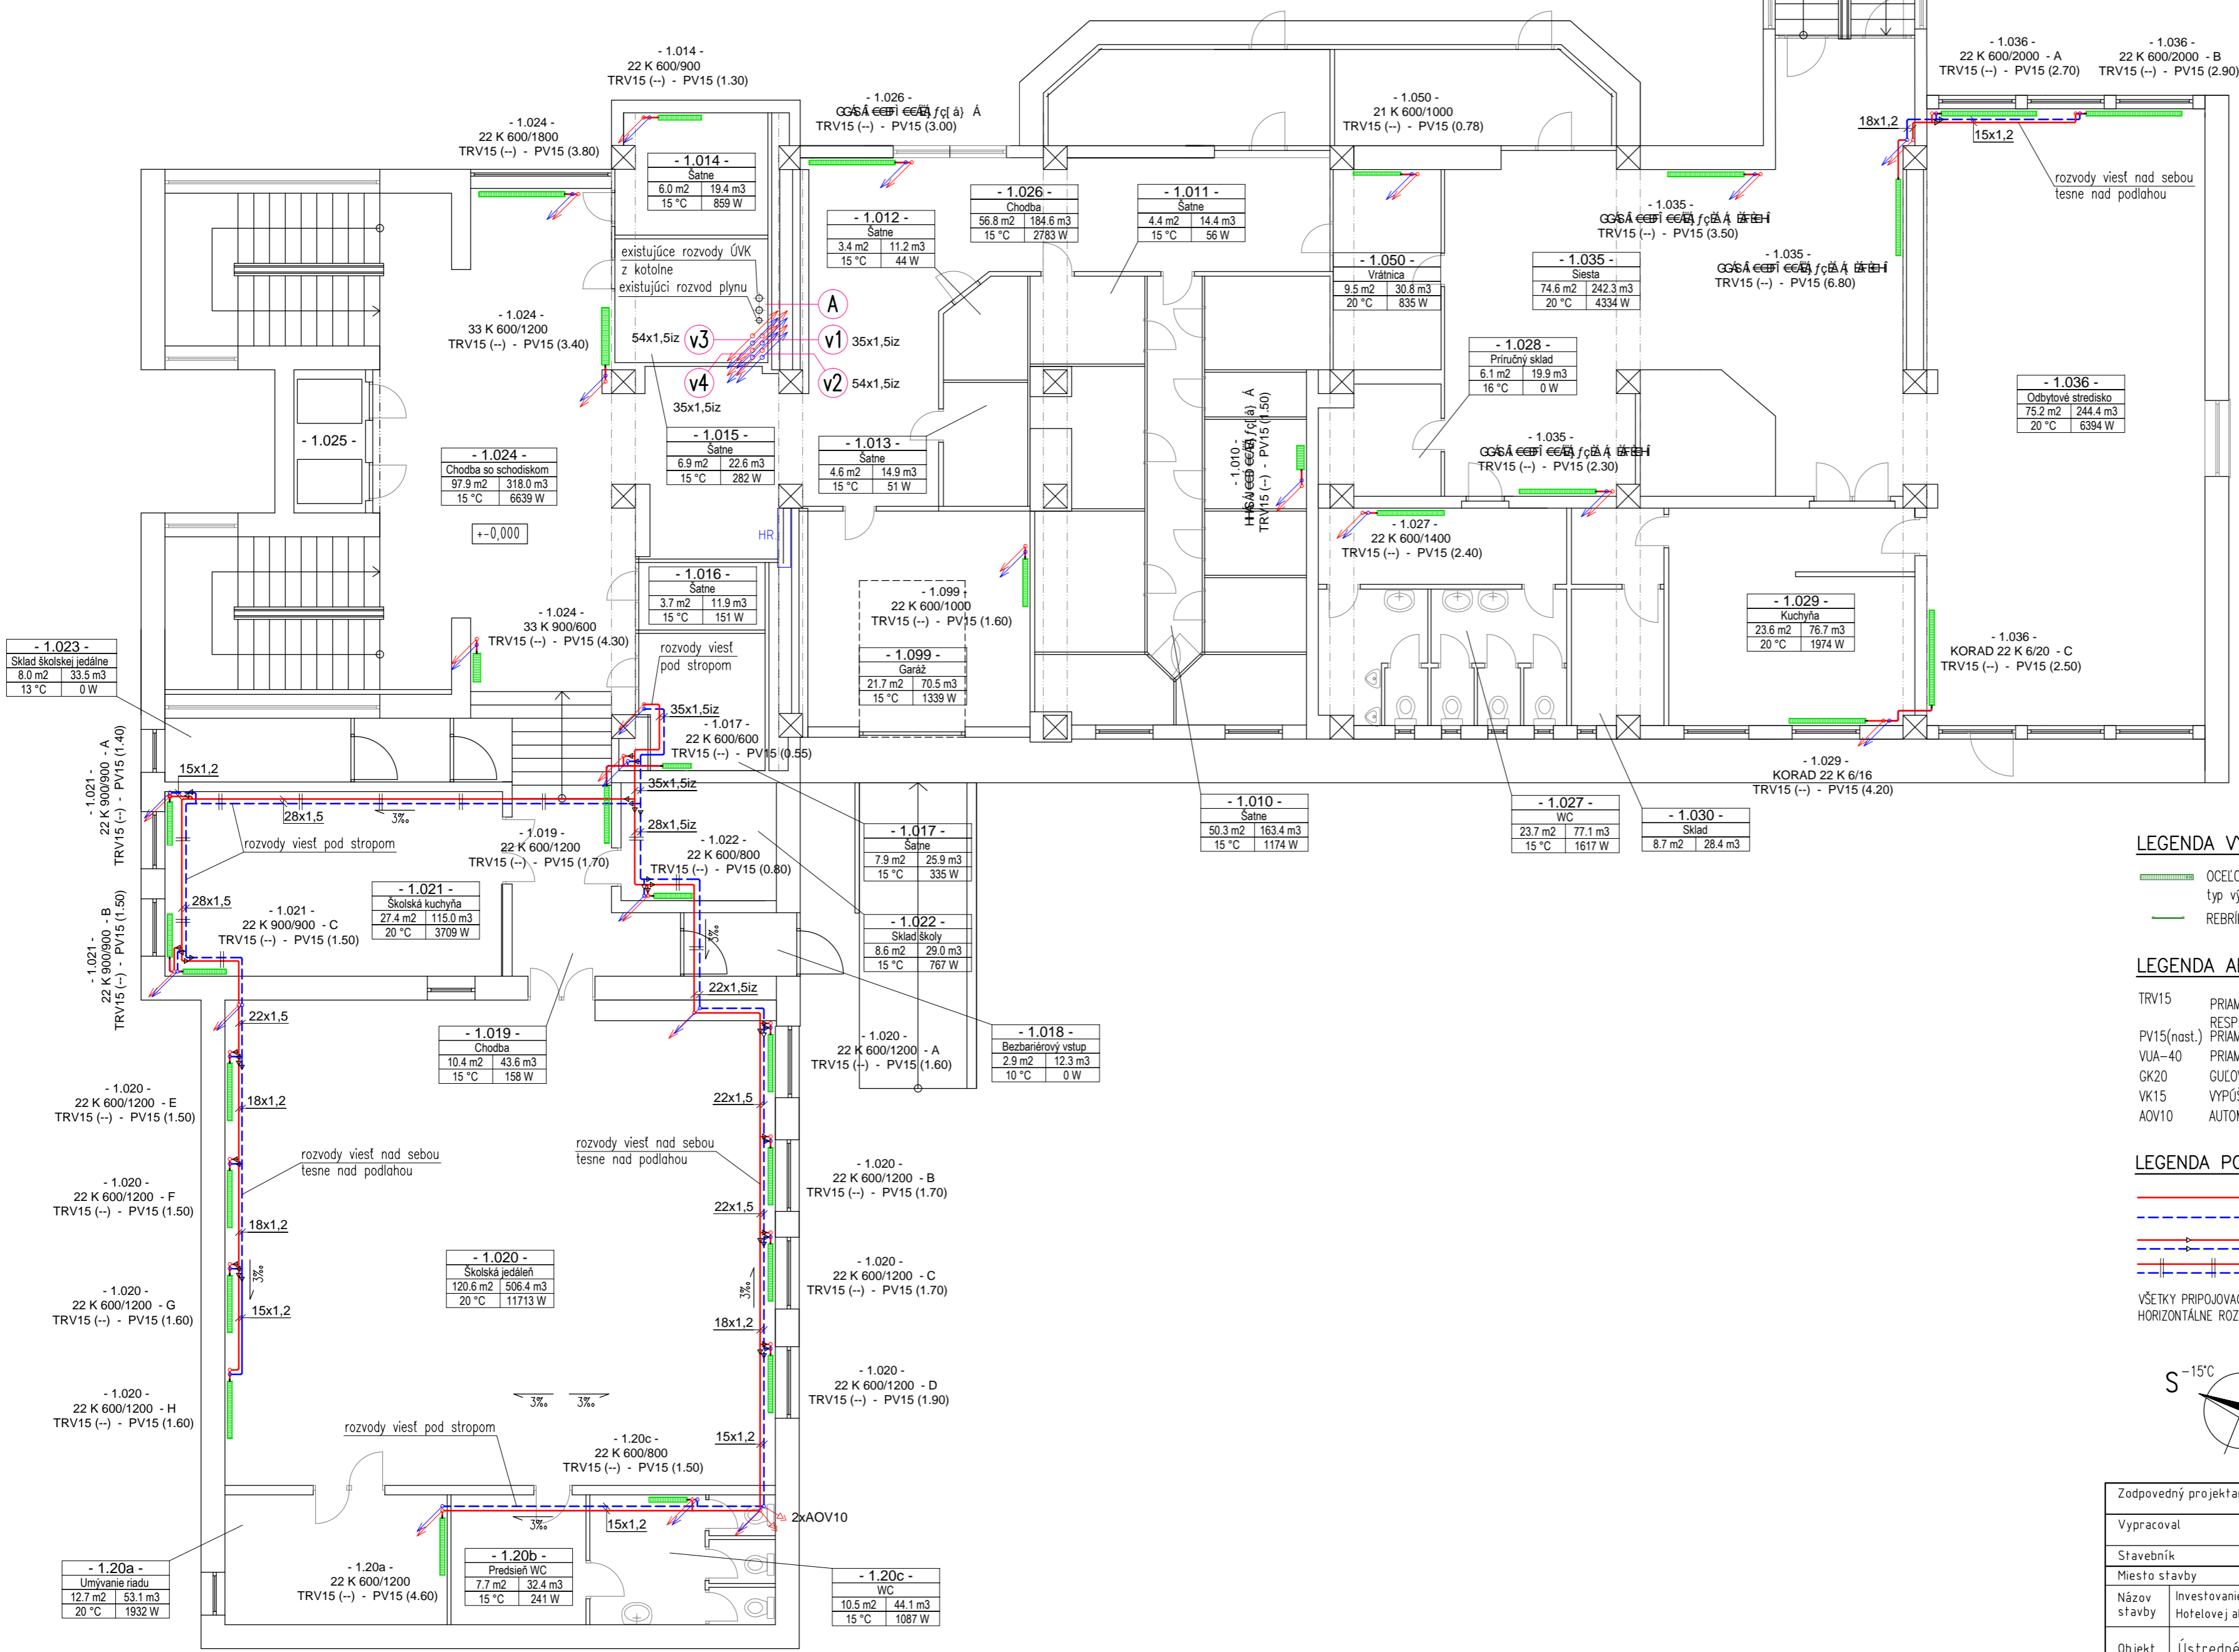 - 1.014 -
22 K 600/900
TRV15 (--) - PV15 (1.30)
- 1.024 -
22 K 600/1800
TRV15 (--) - PV15 (3.80)
- 1.026 -
TRV15 (--) - PV15 (3.00)
- 1.050 -
21 K 600/1000
TRV15 (--) - PV15 (0.78)
- 1.036 -
22 K 600/2000 - A
TRV15 (--) - PV15 (2.70)
- 1.036 -
22 K 600/2000 - B
TRV15 (--) - PV15 (2.90)
18x1,2
15x1,2
rozvody viesť nad sebou
tesne nad podlahou
- 1.014 -
Šatne
6.0 m2 19.4 m3
15 °C 859 W
- 1.012 -
Šatne
3.4 m2 11.2 m3
15 °C 44 W
- 1.026 -
Chodba
56.8 m2 184.6 m3
15 °C 2783 W
- 1.011 -
Šatne
4.4 m2 14.4 m3
15 °C 56 W
- 1.035 -
TRV15 (--) - PV15 (3.50)
- 1.035 -
TRV15 (--) - PV15 (6.80)
existujúce rozvody ÚVK
z kotolne
existujúci rozvod plynu
- 1.050 -
Vrátnica
9.5 m2 30.8 m3
20 °C 835 W
- 1.035 -
Siesta
74.6 m2 242.3 m3
20 °C 4334 W
A
v3
v1
v4
v2
54x1,5iz
35x1,5iz
54x1,5iz
35x1,5iz
- 1.024 -
33 K 600/1200
TRV15 (--) - PV15 (3.40)
- 1.028 -
Príručný sklad
6.1 m2 19.9 m3
16 °C 0 W
- 1.036 -
Odbytové stredisko
75.2 m2 244.4 m3
20 °C 6394 W
- 1.025 -
- 1.024 -
Chodba so schodiskom
97.9 m2 318.0 m3
15 °C 6639 W
+-0,000
- 1.015 -
Šatne
6.9 m2 22.6 m3
15 °C 282 W
- 1.013 -
Šatne
4.6 m2 14.9 m3
15 °C 51 W
- 1.010 -
TRV15 (--) - PV15 (1.50)
- 1.035 -
TRV15 (--) - PV15 (2.30)
HR
- 1.027 -
22 K 600/1400
TRV15 (--) - PV15 (2.40)
- 1.016 -
Šatne
3.7 m2 11.9 m3
15 °C 151 W
- 1.024 -
33 K 900/600
TRV15 (--) - PV15 (4.30)
rozvody viesť
pod stropom
- 1.099 -
22 K 600/1000
TRV15 (--) - PV15 (1.60)
- 1.099 -
Garáž
21.7 m2 70.5 m3
15 °C 1339 W
- 1.029 -
Kuchyňa
23.6 m2 76.7 m3
20 °C 1974 W
- 1.036 -
KORAD 22 K 6/20 - C
TRV15 (--) - PV15 (2.50)
- 1.023 -
Sklad školskej jedálne
8.0 m2 33.5 m3
13 °C 0 W
35x1,5iz
- 1.017 -
22 K 600/600
TRV15 (--) - PV15 (0.55)
- 1.021 -
22 K 900/900 - A
TRV15 (--) - PV15 (1.40)
15x1,2
28x1,5
3‰
35x1,5iz
28x1,5iz
- 1.029 -
KORAD 22 K 6/16
TRV15 (--) - PV15 (4.20)
rozvody viesť pod stropom
- 1.019 -
22 K 600/1200
TRV15 (--) - PV15 (1.70)
- 1.022 -
22 K 600/800
TRV15 (--) - PV15 (0.80)
- 1.017 -
Šatne
7.9 m2 25.9 m3
15 °C 335 W
- 1.010 -
Šatne
50.3 m2 163.4 m3
15 °C 1174 W
- 1.027 -
WC
23.7 m2 77.1 m3
15 °C 1617 W
- 1.030 -
Sklad
8.7 m2 28.4 m3
- 1.021 -
22 K 900/900 - B
TRV15 (--) - PV15 (1.50)
28x1,5
- 1.021 -
22 K 900/900 - C
TRV15 (--) - PV15 (1.50)
- 1.021 -
Školská kuchyňa
27.4 m2 115.0 m3
20 °C 3709 W
3‰
- 1.022 -
Sklad školy
8.6 m2 29.0 m3
15 °C 767 W
22x1,5iz
22x1,5
- 1.019 -
Chodba
10.4 m2 43.6 m3
15 °C 158 W
- 1.020 -
22 K 600/1200 - A
TRV15 (--) - PV15 (1.60)
- 1.018 -
Bezbariérový vstup
2.9 m2 12.3 m3
10 °C 0 W
- 1.020 -
22 K 600/1200 - E
TRV15 (--) - PV15 (1.50)
18x1,2
22x1,5
rozvody viesť nad sebou
tesne nad podlahou
rozvody viesť nad sebou
tesne nad podlahou
- 1.020 -
22 K 600/1200 - F
TRV15 (--) - PV15 (1.50)
- 1.020 -
22 K 600/1200 - B
TRV15 (--) - PV15 (1.70)
18x1,2
22x1,5
- 1.020 -
Školská jedáleň
120.6 m2 506.4 m3
20 °C 11713 W
3‰
3‰
- 1.020 -
22 K 600/1200 - G
TRV15 (--) - PV15 (1.60)
15x1,2
- 1.020 -
22 K 600/1200 - C
TRV15 (--) - PV15 (1.70)
18x1,2
- 1.020 -
22 K 600/1200 - H
TRV15 (--) - PV15 (1.60)
3‰ 3‰
- 1.020 -
22 K 600/1200 - D
TRV15 (--) - PV15 (1.90)
rozvody viesť pod stropom
- 1.20c -
22 K 600/800
TRV15 (--) - PV15 (1.50)
15x1,2
3‰
15x1,2
2xAOV10
- 1.20a -
Umývanie riadu
12.7 m2 53.1 m3
20 °C 1932 W
- 1.20a -
22 K 600/1200
TRV15 (--) - PV15 (4.60)
- 1.20b -
Predsieň WC
7.7 m2 32.4 m3
15 °C 241 W
- 1.20c -
WC
10.5 m2 44.1 m3
15 °C 1087 W
LEGENDA
typ
LEGENDA
TRV15
PV15(nast.)
VUA-40
GK20
VK15
AOV10
LEGENDA
VŠETKY
HORIZONTÁLNE
S -15°C
Zodpovedný
Vypracoval
Stavebník
Miesto stavby
Názov
stavby
Hotelovej
Objekt